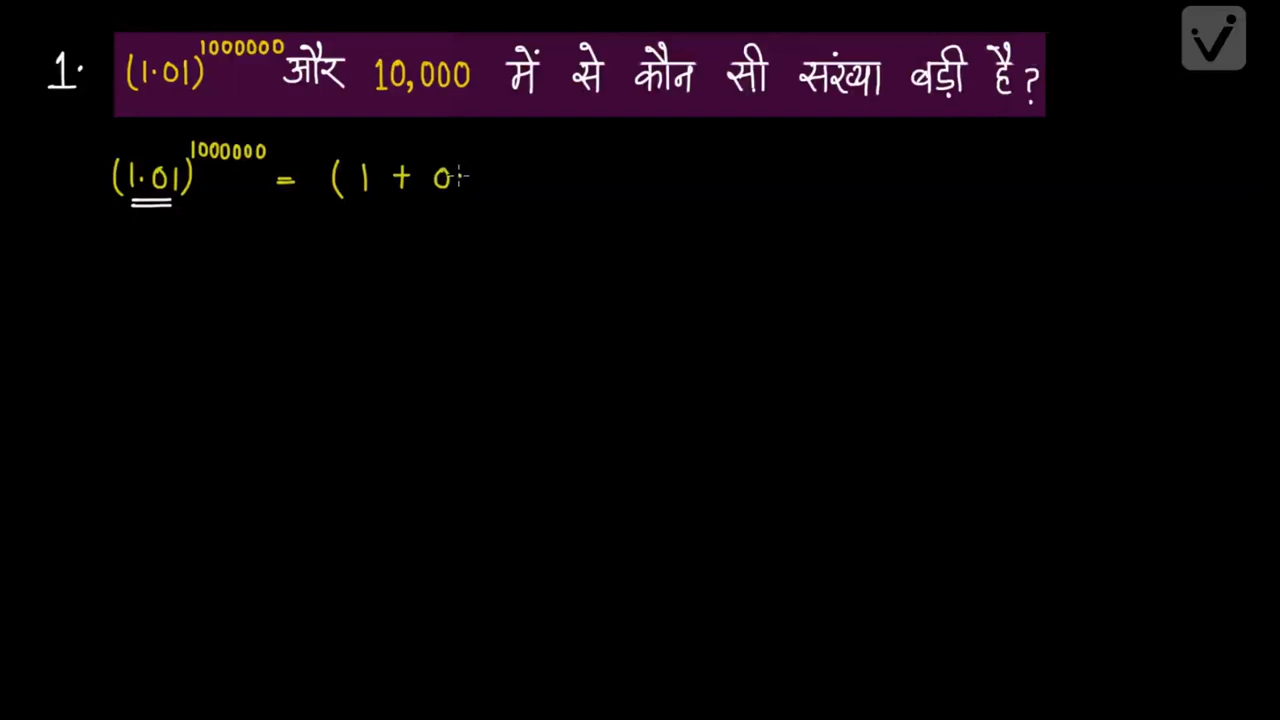 1. (1.01)^1000000 और 10,000 में से कौन सी संख्या बड़ी है?
(1.01)^1000000 = ( 1 + 0.